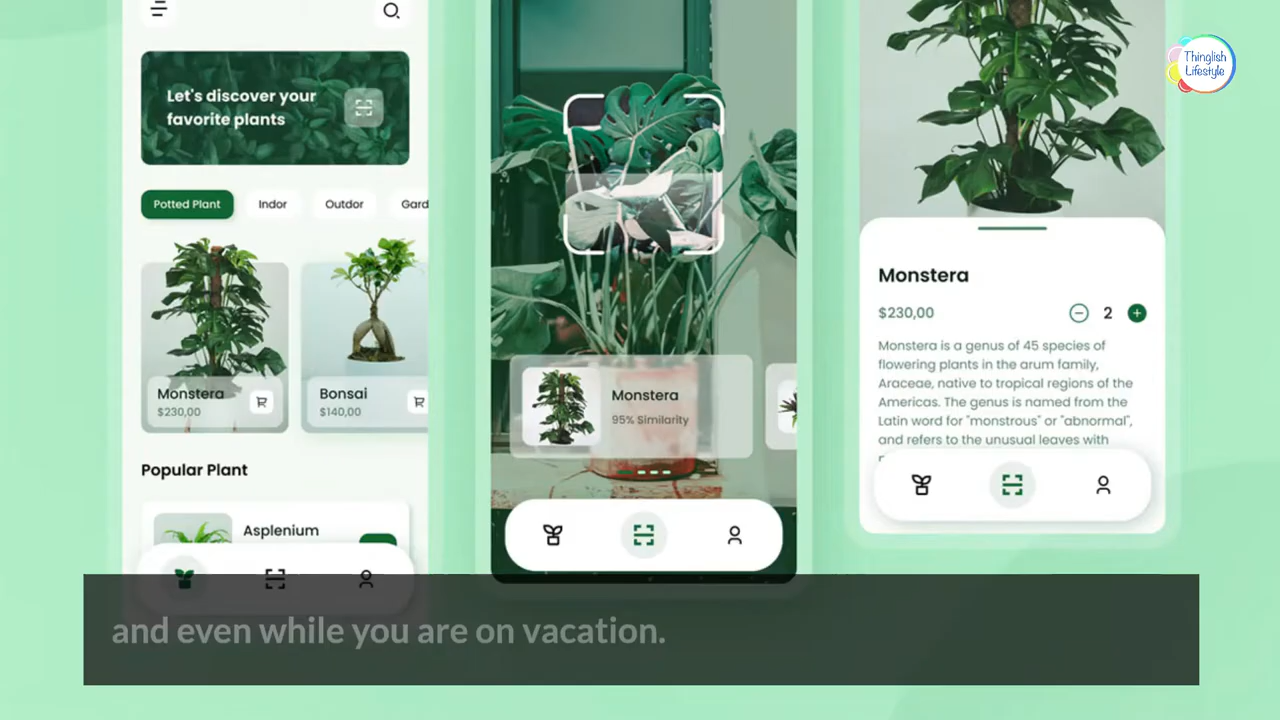 Thinglish
Lifestyle
Let's discover your
favorite plants
Potted Plant
Indor
Outdor
Gard
Monstera
$230,00
Bonsai
$140,00
Popular Plant
Asplenium
Monstera
95% Similarity
Monstera
$230,00
2
Monstera is a genus of 45 species of
flowering plants in the arum family,
Araceae, native to tropical regions of the
Americas. The genus is named from the
Latin word for "monstrous" or "abnormal",
and refers to the unusual leaves with
and even while you are on vacation.